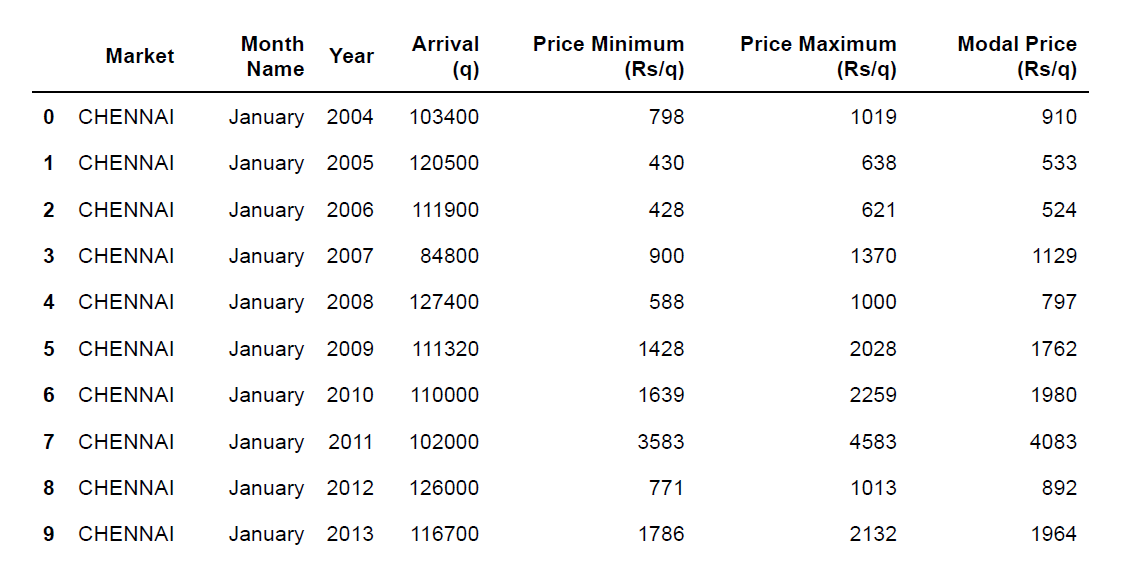 Market Month Name Year Arrival (q) Price Minimum (Rs/q) Price Maximum (Rs/q) Modal Price (Rs/q)
0 CHENNAI January 2004 103400 798 1019 910
1 CHENNAI January 2005 120500 430 638 533
2 CHENNAI January 2006 111900 428 621 524
3 CHENNAI January 2007 84800 900 1370 1129
4 CHENNAI January 2008 127400 588 1000 797
5 CHENNAI January 2009 111320 1428 2028 1762
6 CHENNAI January 2010 110000 1639 2259 1980
7 CHENNAI January 2011 102000 3583 4583 4083
8 CHENNAI January 2012 126000 771 1013 892
9 CHENNAI January 2013 116700 1786 2132 1964